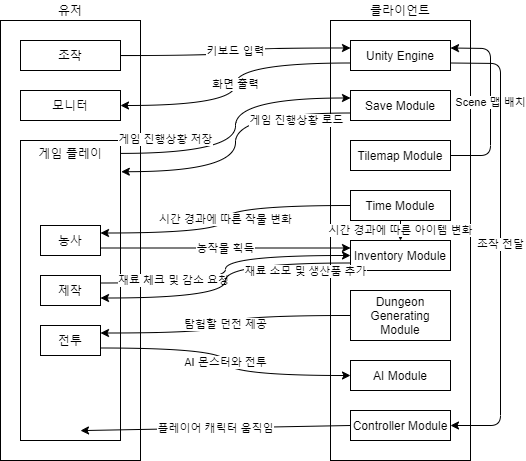 유저
클라이언트
조작
키보드 입력
Unity Engine
화면 출력
모니터
Save Module
Scene 맵 배치
게임 진행상황 저장
게임 진행상황 로드
게임 플레이
Tilemap Module
Time Module
시간 경과에 따른 작물 변화
시간 경과에 따른 아이템 변화
농사
농작물 획득
Inventory Module
조작 전달
재료 체크 및 감소 요청
재료 소모 및 생산품 추가
제작
Dungeon
Generating
Module
탐험할 던전 제공
전투
AI 몬스터와 전투
AI Module
플레이어 캐릭터 움직임
Controller Module